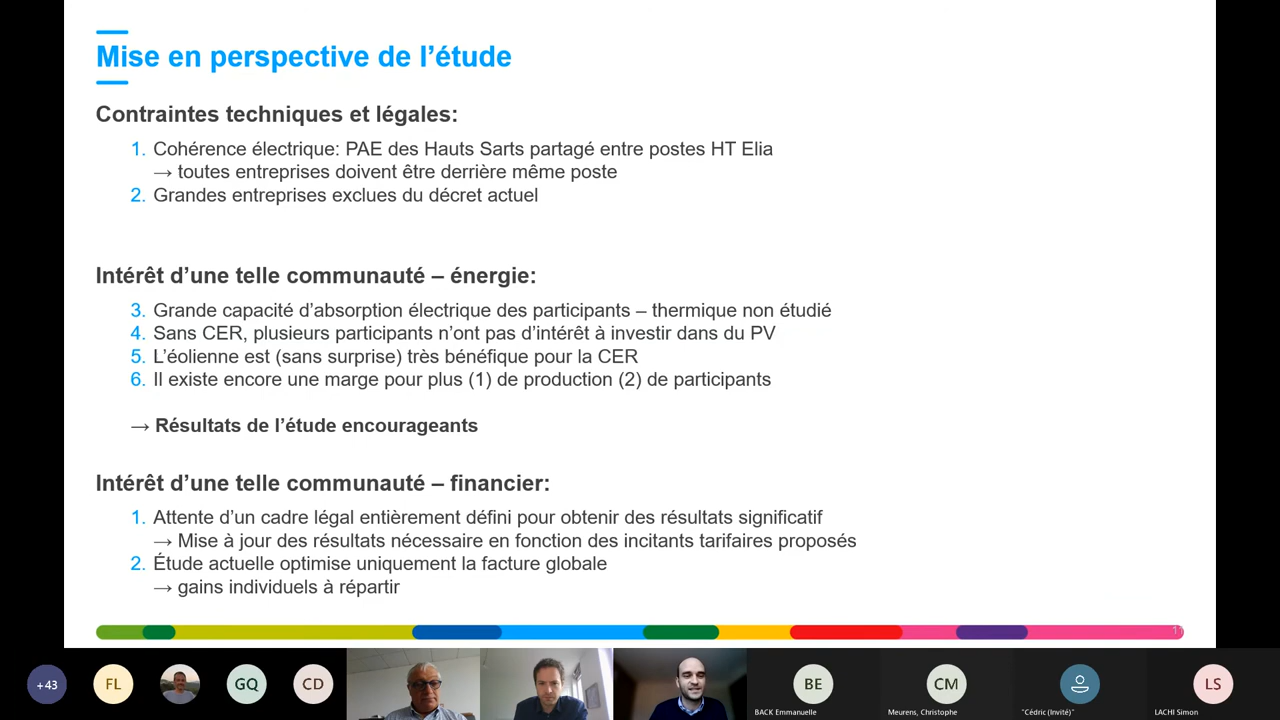 Mise en perspective de l’étude
Contraintes techniques et légales:
1. Cohérence électrique: PAE des Hauts Sarts partagé entre postes HT Elia
→ toutes entreprises doivent être derrière même poste
2. Grandes entreprises exclues du décret actuel
Intérêt d’une telle communauté – énergie:
3. Grande capacité d’absorption électrique des participants – thermique non étudié
4. Sans CER, plusieurs participants n’ont pas d’intérêt à investir dans du PV
5. L’éolienne est (sans surprise) très bénéfique pour la CER
6. Il existe encore une marge pour plus (1) de production (2) de participants
→ Résultats de l’étude encourageants
Intérêt d’une telle communauté – financier:
1. Attente d’un cadre légal entièrement défini pour obtenir des résultats significatif
→ Mise à jour des résultats nécessaire en fonction des incitants tarifaires proposés
2. Étude actuelle optimise uniquement la facture globale
→ gains individuels à répartir
+43 FL GQ CD BE CM LS
BACK Emmanuelle Meurens, Christophe "Cédric (Invité)" LACHI Simon